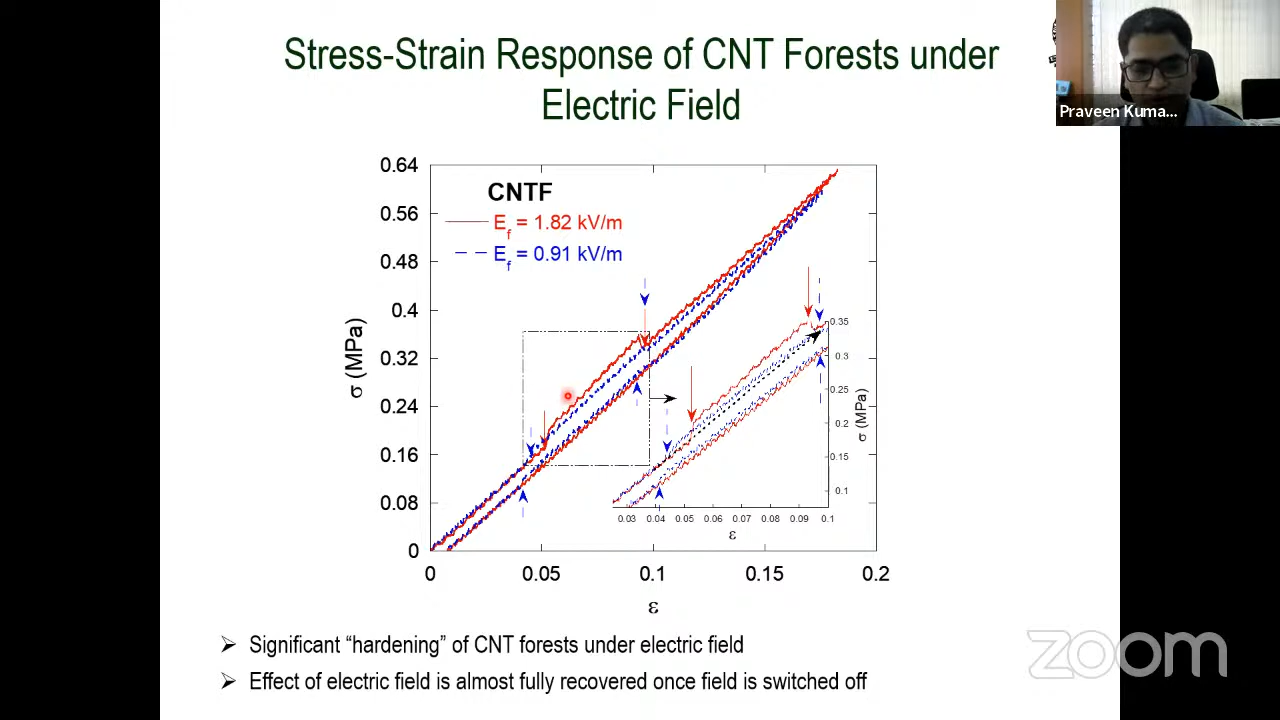 Stress-Strain Response of CNT Forests under
Electric Field
Praveen Kuma...
CNTF
E_f = 1.82 kV/m
E_f = 0.91 kV/m
0.64
0.56
0.48
0.4
0.32
0.24
0.16
0.08
0
σ (MPa)
0 0.05 0.1 0.15 0.2
ε
0.35
0.3
0.25
0.2
0.15
0.1
σ (MPa)
0.03 0.04 0.05 0.06 0.07 0.08 0.09 0.1
ε
➢ Significant “hardening” of CNT forests under electric field
➢ Effect of electric field is almost fully recovered once field is switched off
zoom